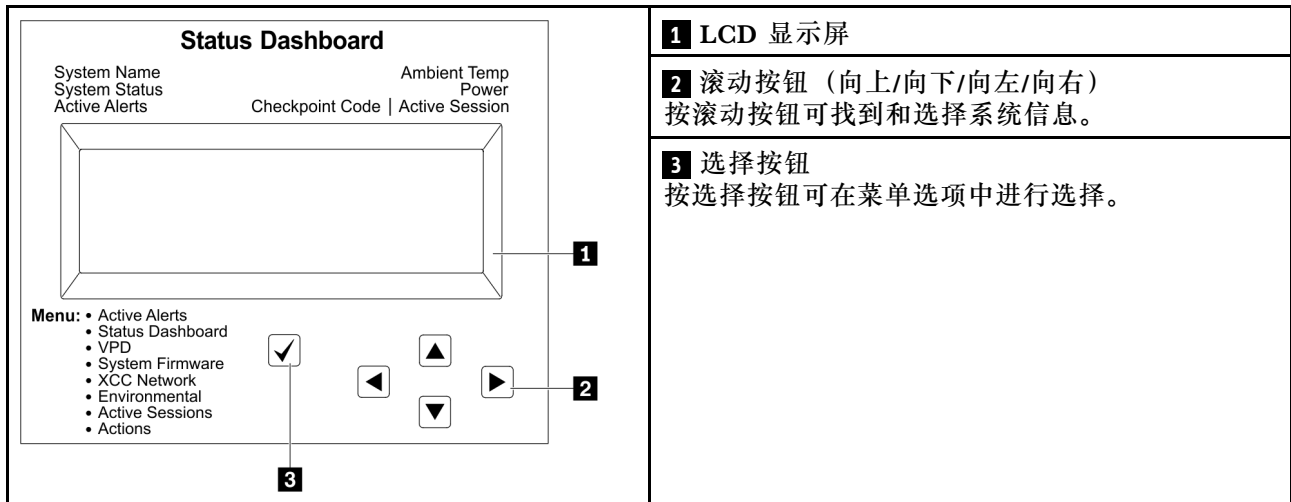 Status Dashboard
System Name
System Status
Active Alerts
Ambient Temp
Power
Checkpoint Code | Active Session
1
Menu: • Active Alerts
• Status Dashboard
• VPD
• System Firmware
• XCC Network
• Environmental
• Active Sessions
• Actions
2
3
1 LCD 显示屏
2 滚动按钮（向上/向下/向左/向右）
按滚动按钮可找到和选择系统信息。
3 选择按钮
按选择按钮可在菜单选项中进行选择。